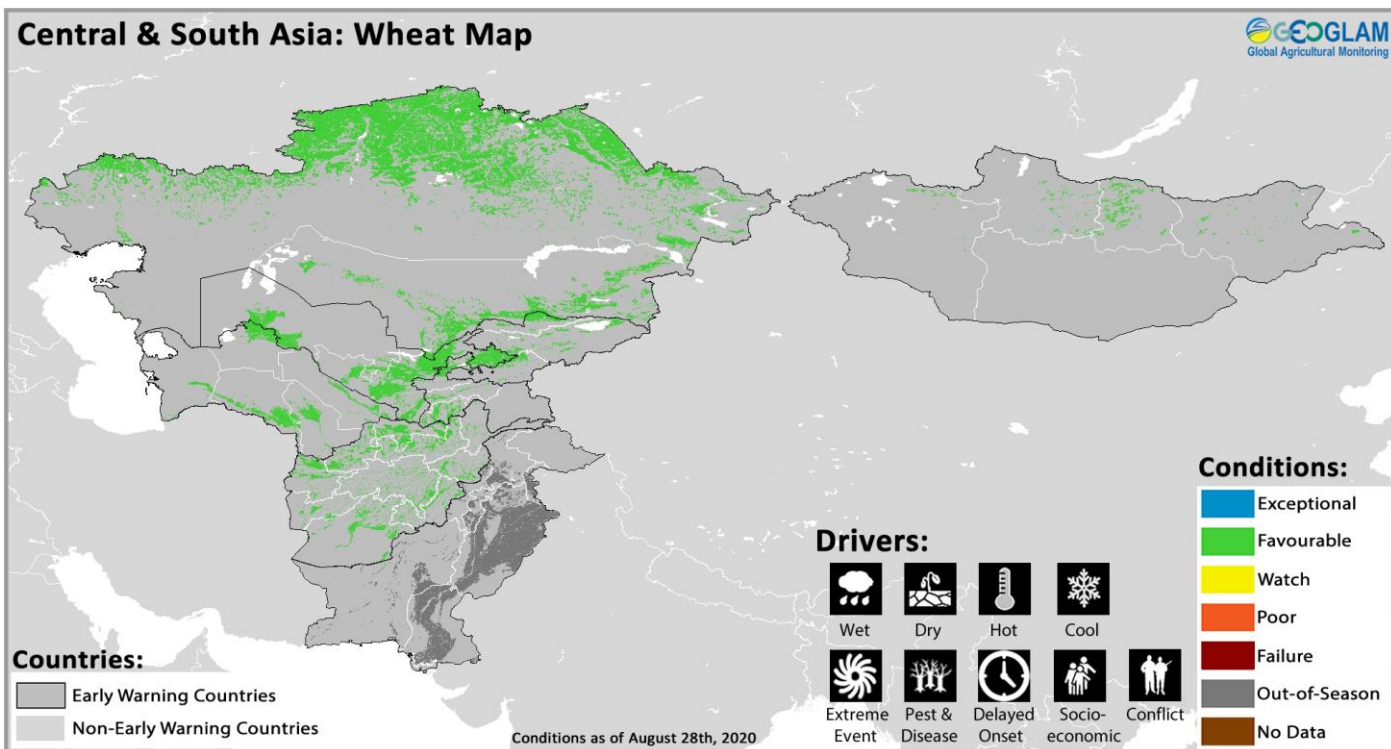 Central & South Asia: Wheat Map
GEOGLAM
Global Agricultural Monitoring
Conditions:
Exceptional
Favourable
Watch
Poor
Failure
Out-of-Season
No Data
Drivers:
Wet
Dry
Hot
Cool
Extreme
Event
Pest &
Disease
Delayed
Onset
Socio-
economic
Conflict
Countries:
Early Warning Countries
Non-Early Warning Countries
Conditions as of August 28th, 2020